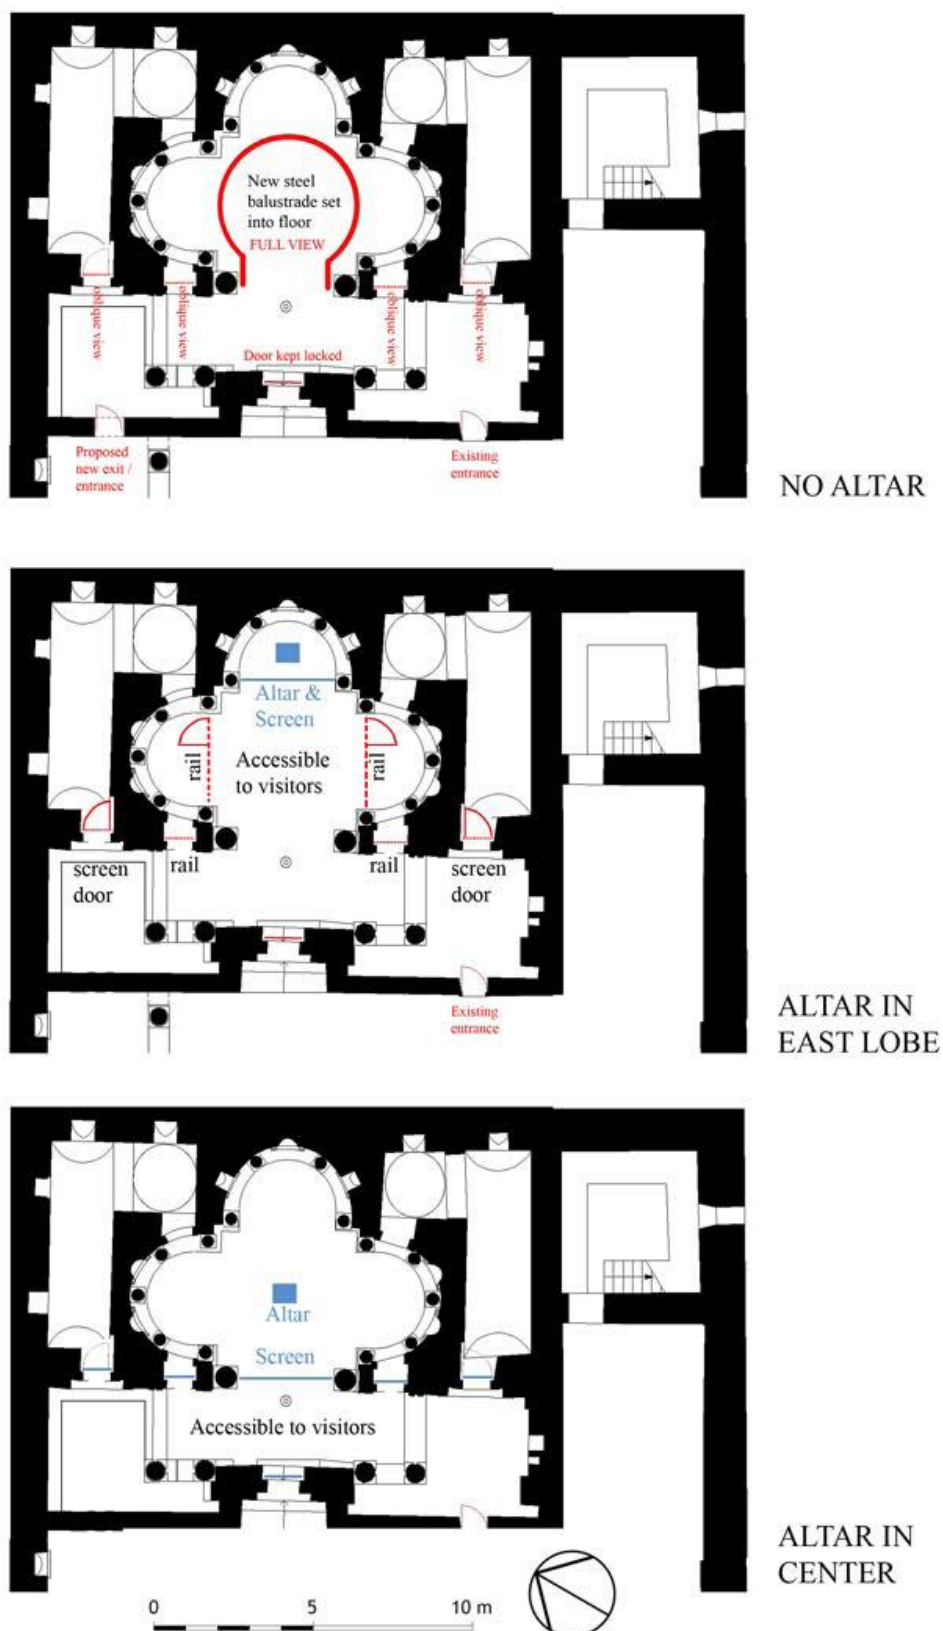 New steel
balustrade set
into floor
FULL VIEW
oblique view
oblique view
oblique view
oblique view
Door kept locked
Proposed
new exit /
entrance
Existing
entrance
NO ALTAR
Altar &
Screen
rail
Accessible
to visitors
rail
screen
door
rail
rail
screen
door
Existing
entrance
ALTAR IN
EAST LOBE
Altar
Screen
Accessible to visitors
ALTAR IN
CENTER
0 5 10 m